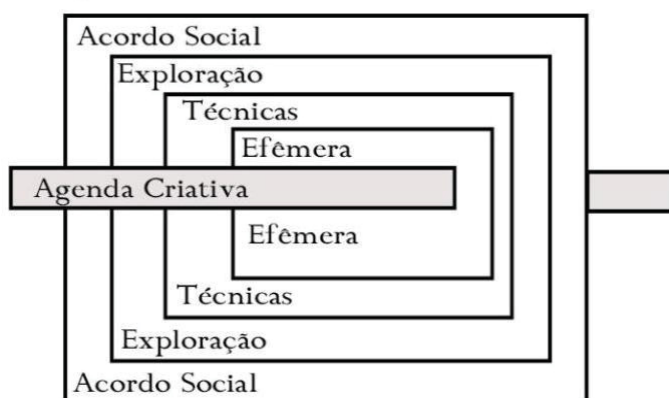 Acordo Social
Exploração
Técnicas
Efêmera
Agenda Criativa
Efêmera
Técnicas
Exploração
Acordo Social